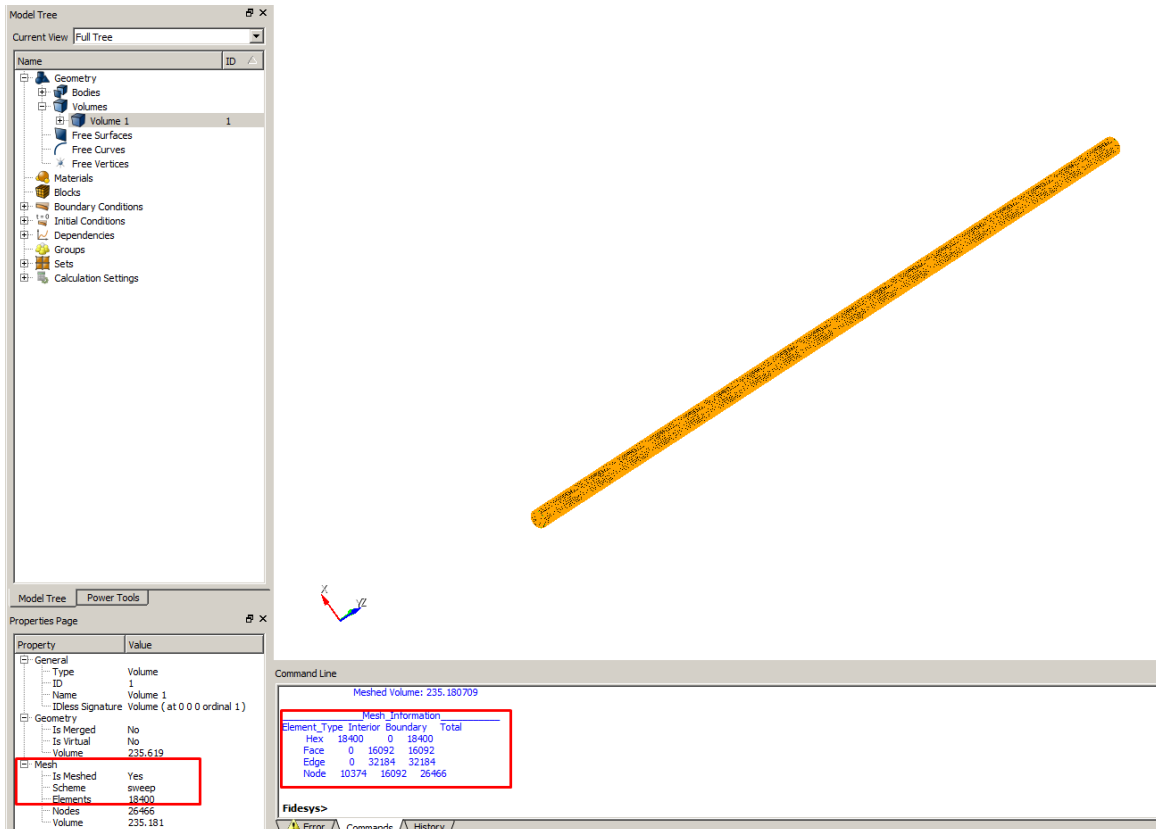 Model Tree
Current View Full Tree
Name ID
Geometry
Bodies
Volumes
Volume 1 1
Free Surfaces
Free Curves
Free Vertices
Materials
Blocks
Boundary Conditions
t=0 Initial Conditions
Dependencies
Groups
Sets
Calculation Settings
Model Tree Power Tools
Properties Page
Property Value
General
Type Volume
ID 1
Name Volume 1
IDless Signature Volume ( at 0 0 0 ordinal 1 )
Geometry
Is Merged No
Is Virtual No
Volume 235.619
Mesh
Is Meshed Yes
Scheme sweep
Elements 18400
Nodes 26466
Volume 235.181
X
YZ
Command Line
Meshed Volume: 235.180709
__________Mesh_Information__________
Element_Type Interior Boundary Total
Hex 18400 0 18400
Face 0 16092 16092
Edge 0 32184 32184
Node 10374 16092 26466
Fidesys>
Error Commands History